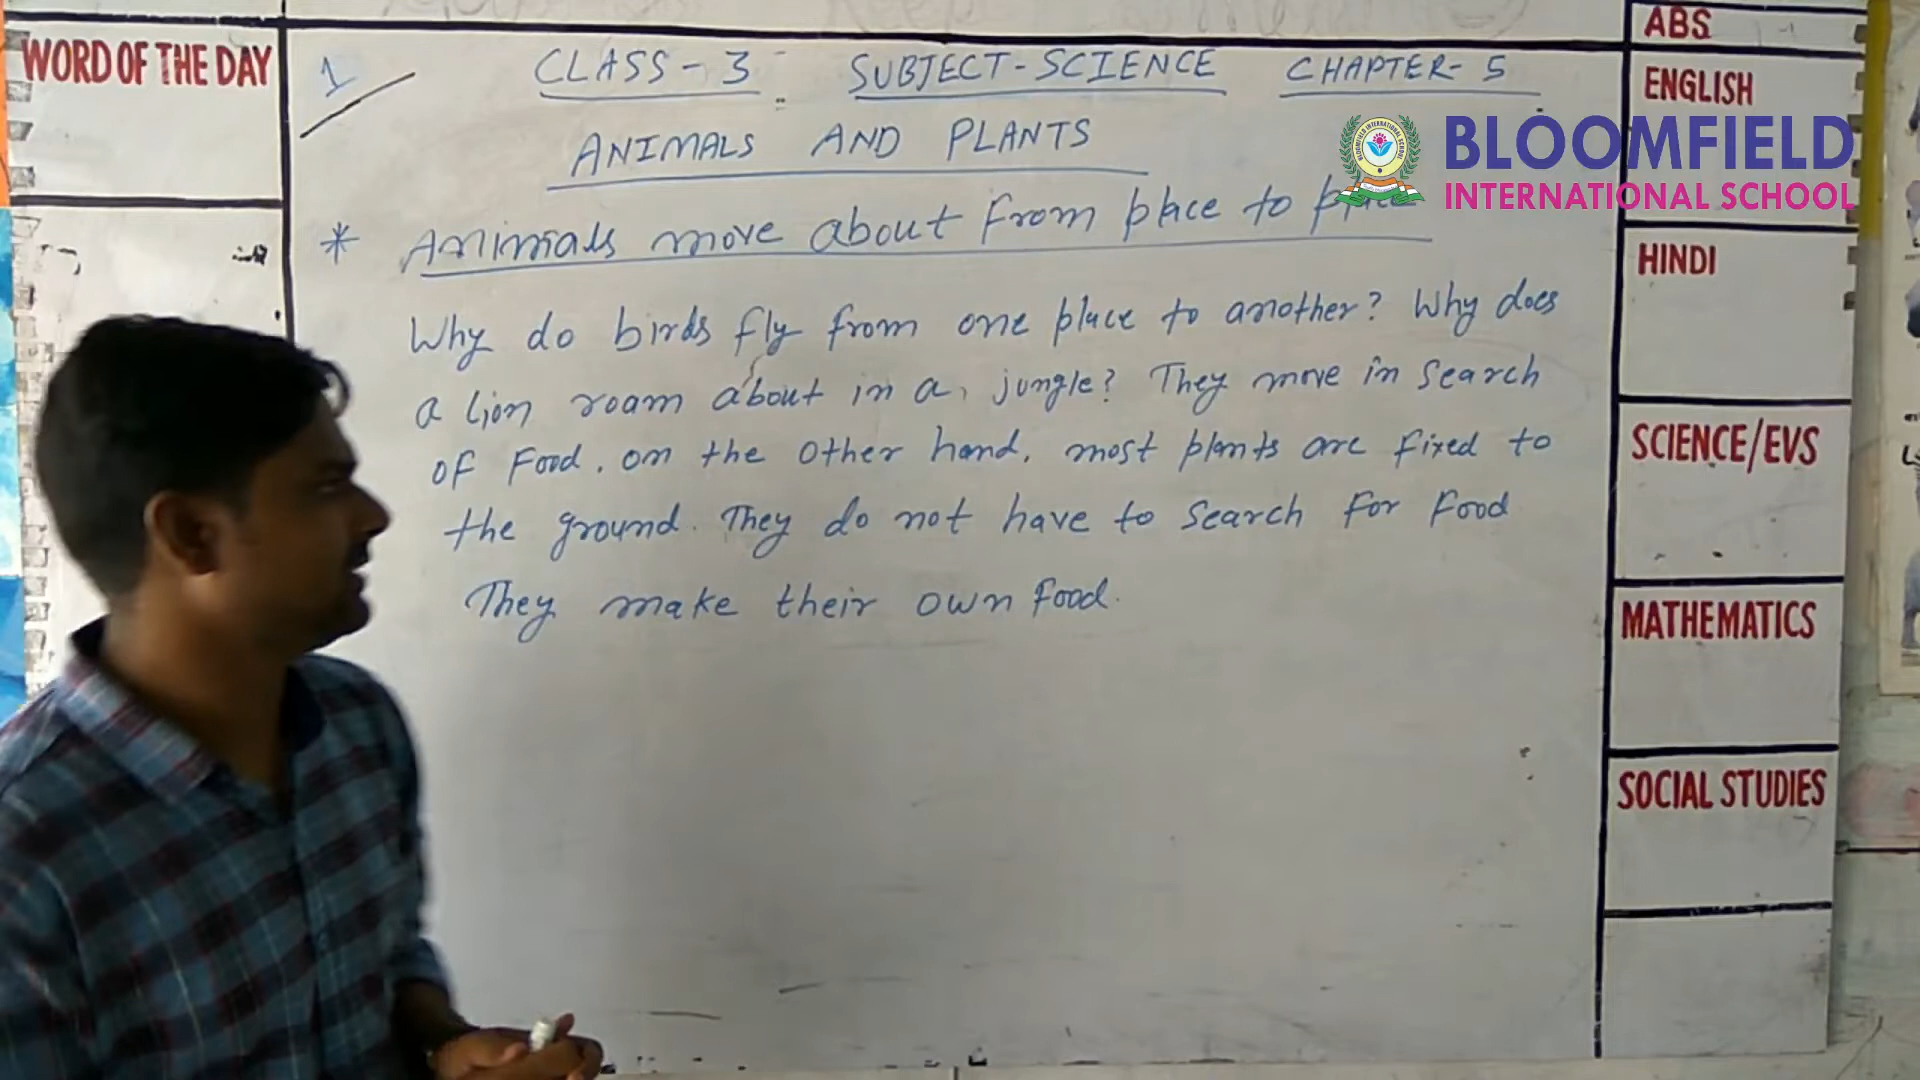 WORD OF THE DAY
1
CLASS - 3 SUBJECT - SCIENCE CHAPTER - 5
ANIMALS AND PLANTS
* Animals move about from place to place
Why do birds fly from one place to another? Why does
a lion roam about in a, jungle? They move in search
of food. on the other hand, most plants are fixed to
the ground. They do not have to search for food
They make their own food.
ABS
ENGLISH
HINDI
SCIENCE/EVS
MATHEMATICS
SOCIAL STUDIES
BLOOMFIELD
INTERNATIONAL SCHOOL